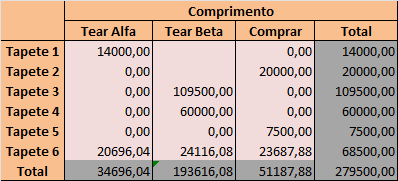 Comprimento
Tear Alfa Tear Beta Comprar Total
Tapete 1 14000,00 0,00 14000,00
Tapete 2 0,00 20000,00 20000,00
Tapete 3 0,00 109500,00 0,00 109500,00
Tapete 4 0,00 60000,00 0,00 60000,00
Tapete 5 0,00 0,00 7500,00 7500,00
Tapete 6 20696,04 24116,08 23687,88 68500,00
Total 34696,04 193616,08 51187,88 279500,00